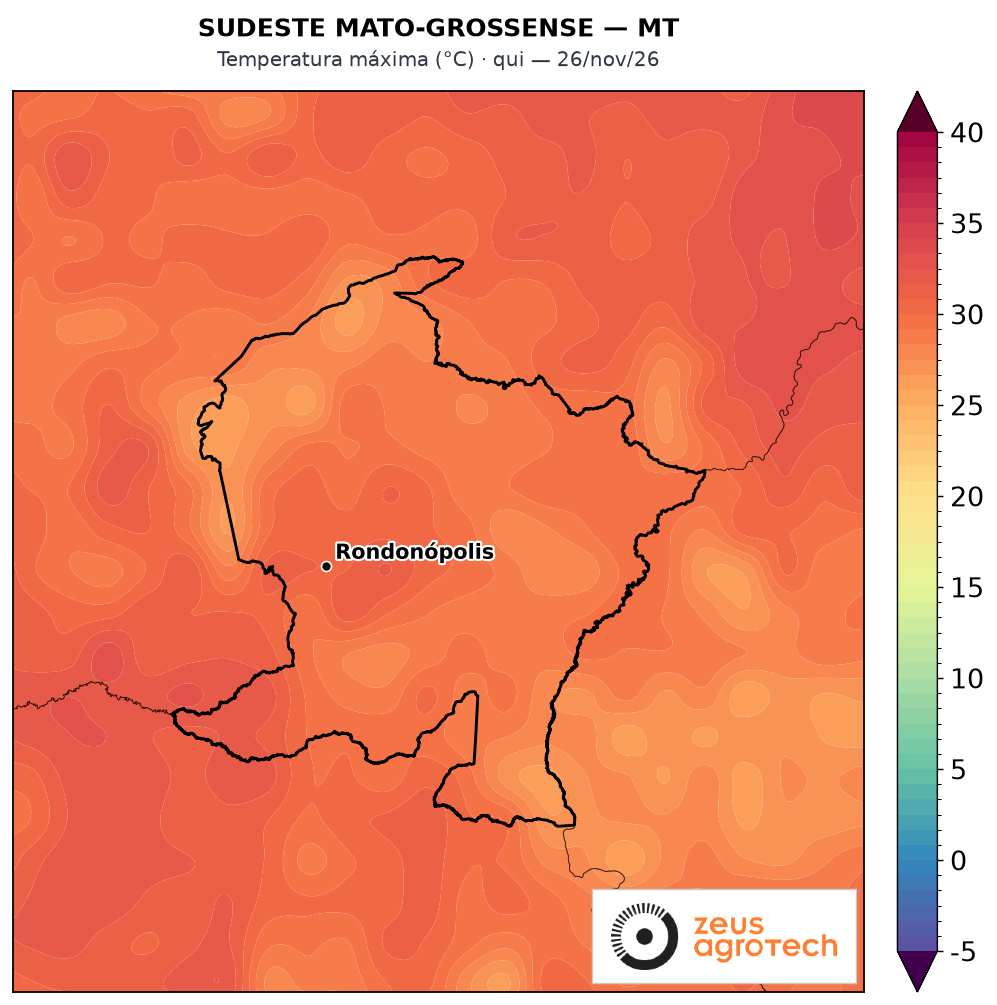 SUDESTE MATO-GROSSENSE — MT
Temperatura máxima (°C) · qui — 26/nov/26
40
35
30
25
20
15
10
5
0
-5
Rondonópolis
zeus
agrotech